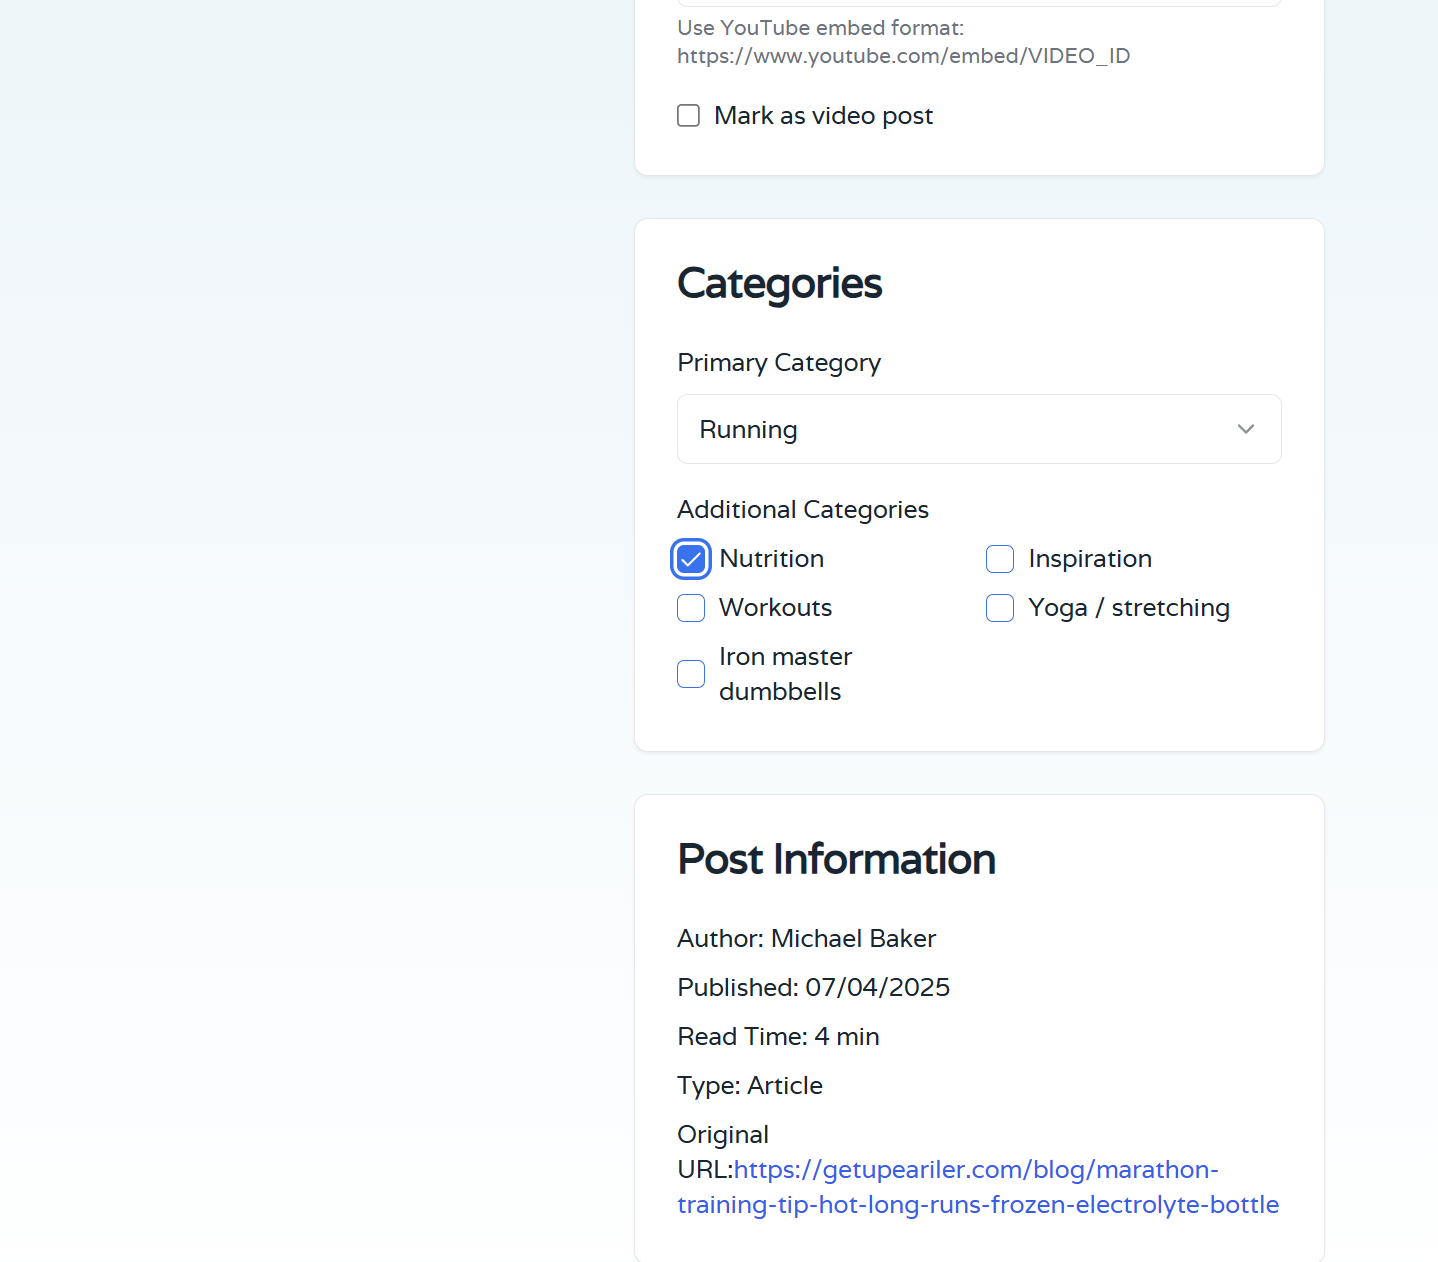 Use YouTube embed format:
https://www.youtube.com/embed/VIDEO_ID
Mark as video post
Categories
Primary Category
Running
Additional Categories
Nutrition
Inspiration
Workouts
Yoga / stretching
Iron master
dumbbells
Post Information
Author: Michael Baker
Published: 07/04/2025
Read Time: 4 min
Type: Article
Original
URL:https://getupeariler.com/blog/marathon-
training-tip-hot-long-runs-frozen-electrolyte-bottle